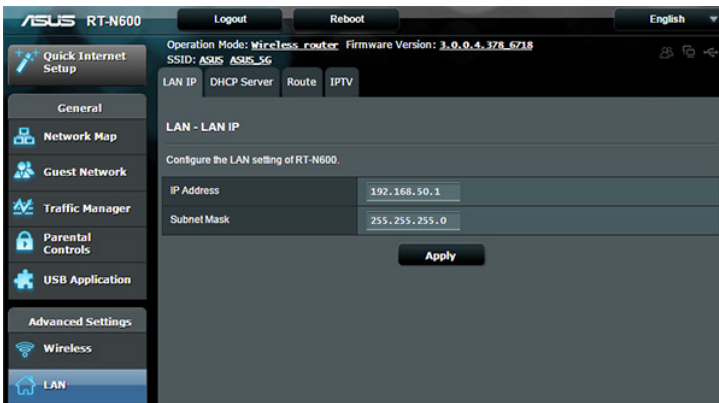 ASUS RT-N600
Logout
Reboot
English
Quick Internet
Setup
Operation Mode: Wireless router Firmware Version: 3.0.0.4.378_6718
SSID: ASUS ASUS_5G
LAN IP
DHCP Server
Route
IPTV
General
Network Map
Guest Network
Traffic Manager
Parental
Controls
USB Application
Advanced Settings
Wireless
LAN
LAN - LAN IP
Configure the LAN setting of RT-N600.
IP Address 192.168.50.1
Subnet Mask 255.255.255.0
Apply